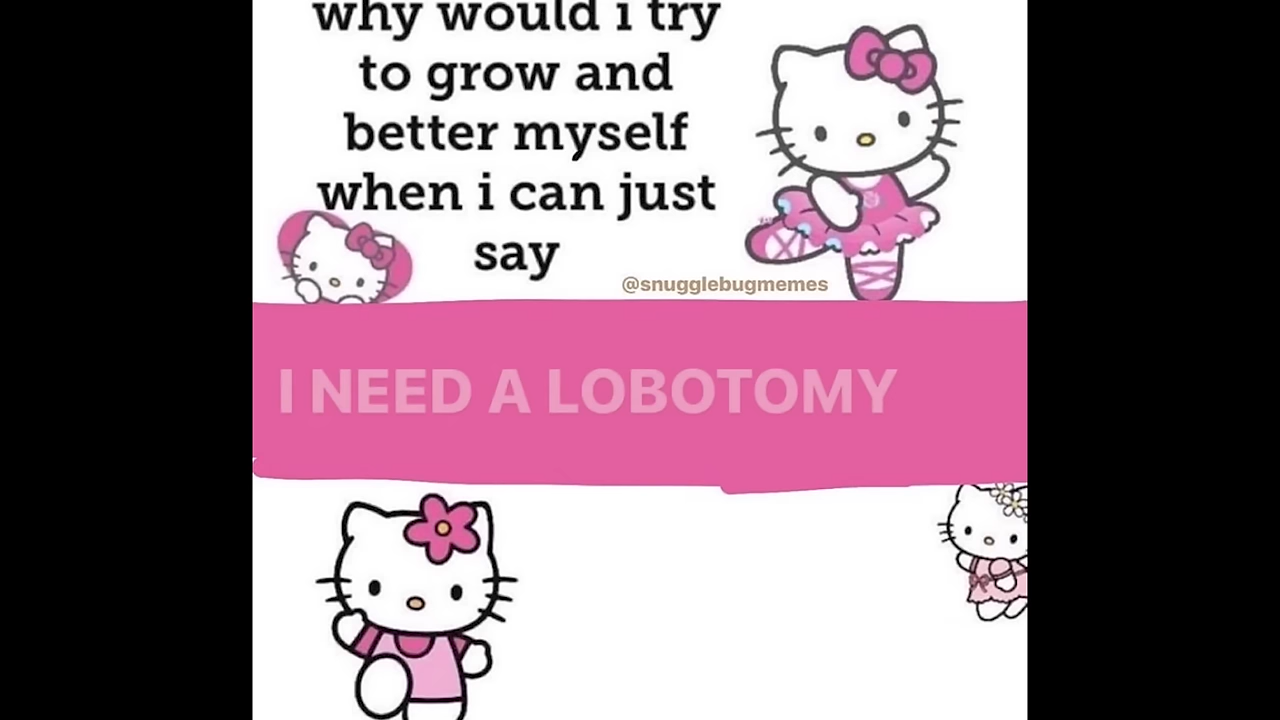 why would i try
to grow and
better myself
when i can just
say
@snugglebugmemes
I NEED A LOBOTOMY